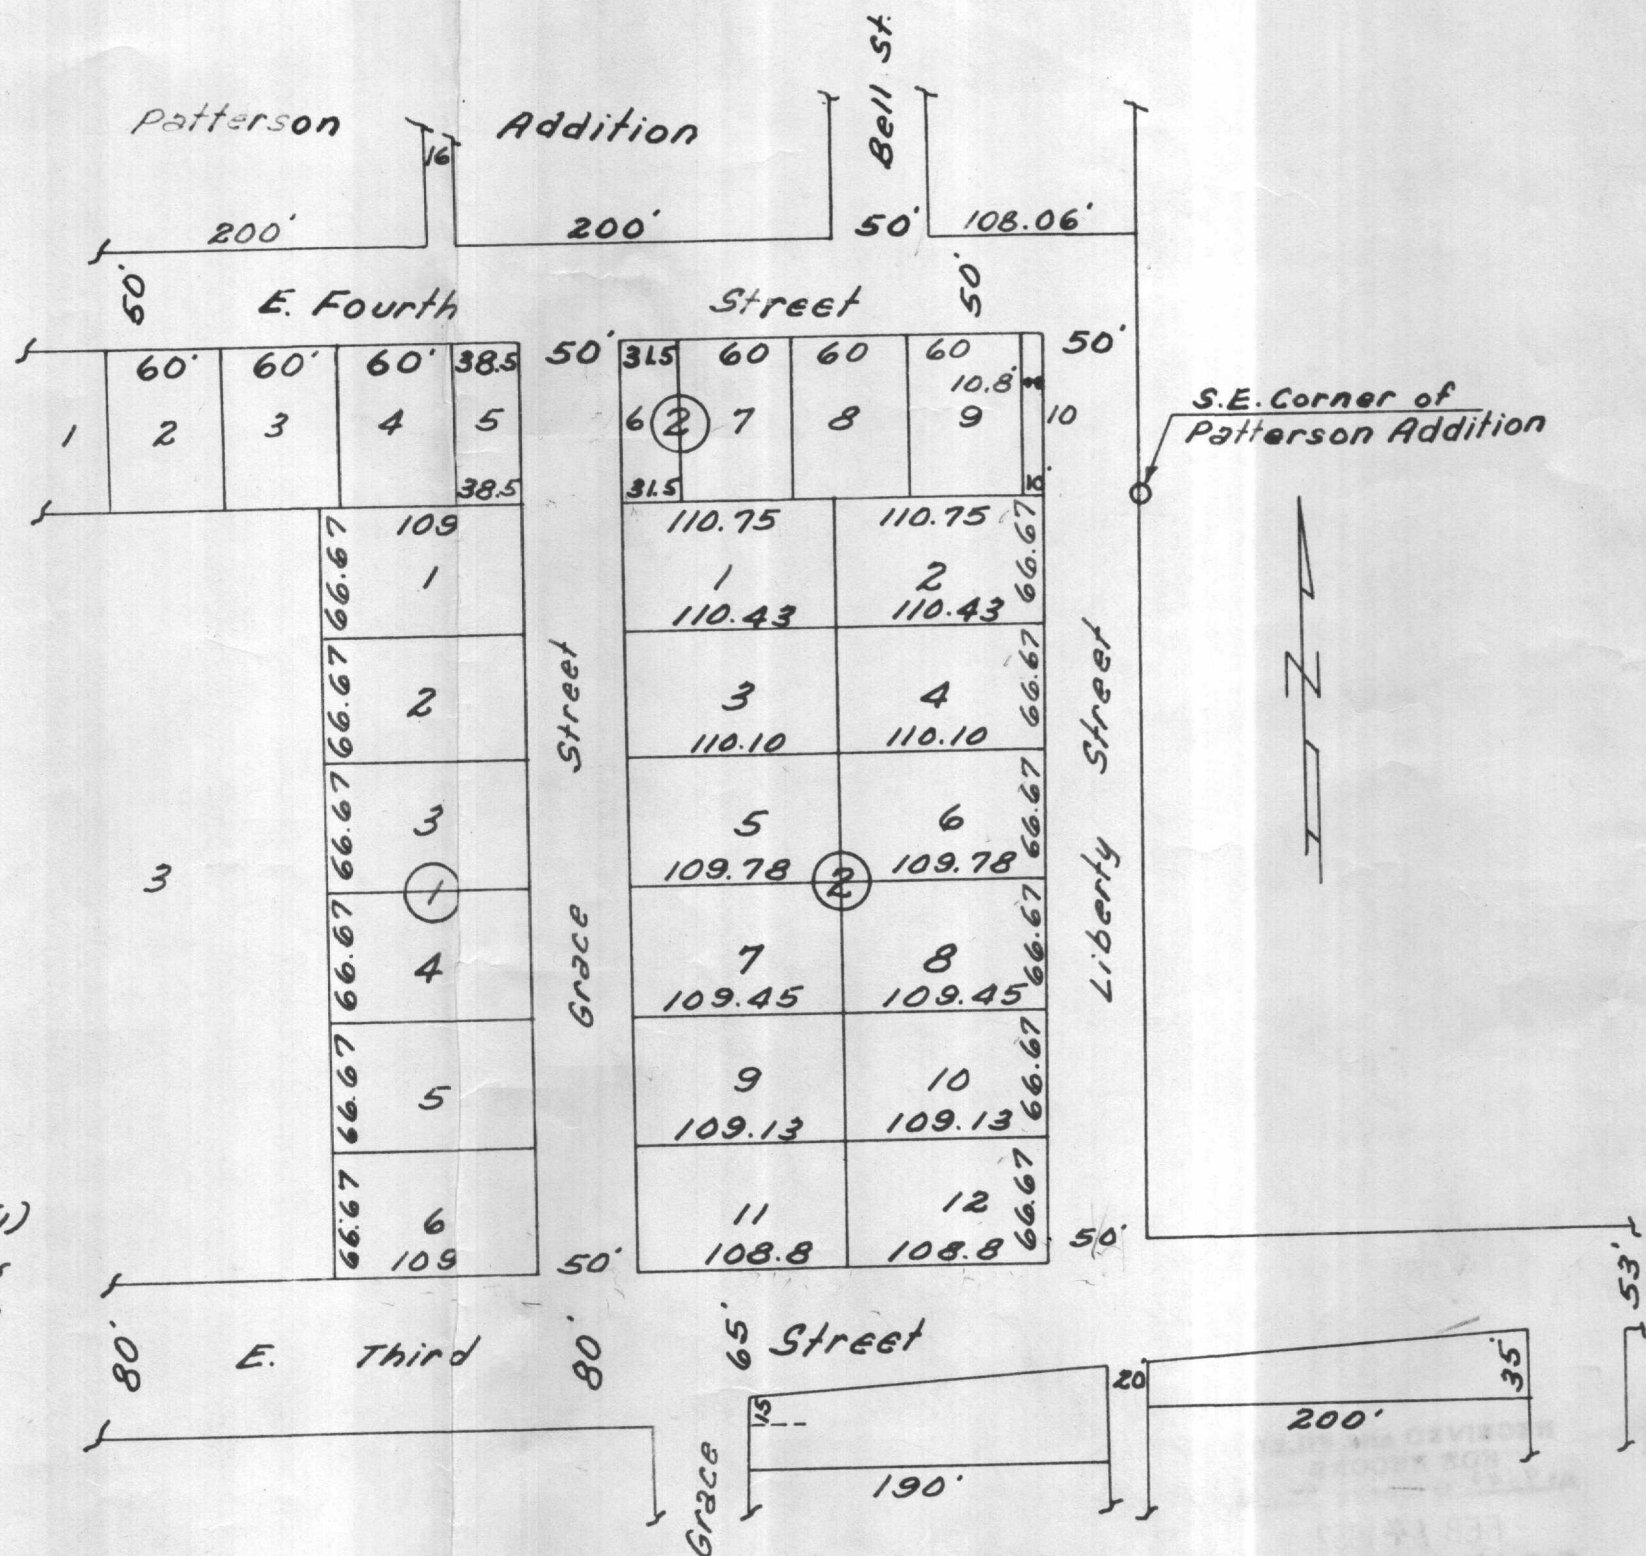 Bell St.
Patterson Addition
16
200' 200' 50' 108.06'
60' E. Fourth Street 50'
60' 60' 60' 38.5 50' 31.5 60 60 60 50'
10.8'
1 2 3 4 5 6 2 7 8 9 10
S.E. Corner of
Patterson Addition
38.5 31.5 10'
109 110.75 110.75
66.67 1 1 2 66.67
110.43 110.43
66.67 2 3 4 66.67
110.10 110.10
Street Street
66.67 3 5 6 66.67
109.78 109.78
3 1 2
N
66.67 4 7 8 66.67
109.45 109.45
Grace Liberty
66.67 5 9 10 66.67
109.13 109.13
66.67 6 11 12 66.67
109 50' 108.8 108.8 50'
53'
80' E. Third 80' 65' Street
15 20' 35'
200'
190'
Grace